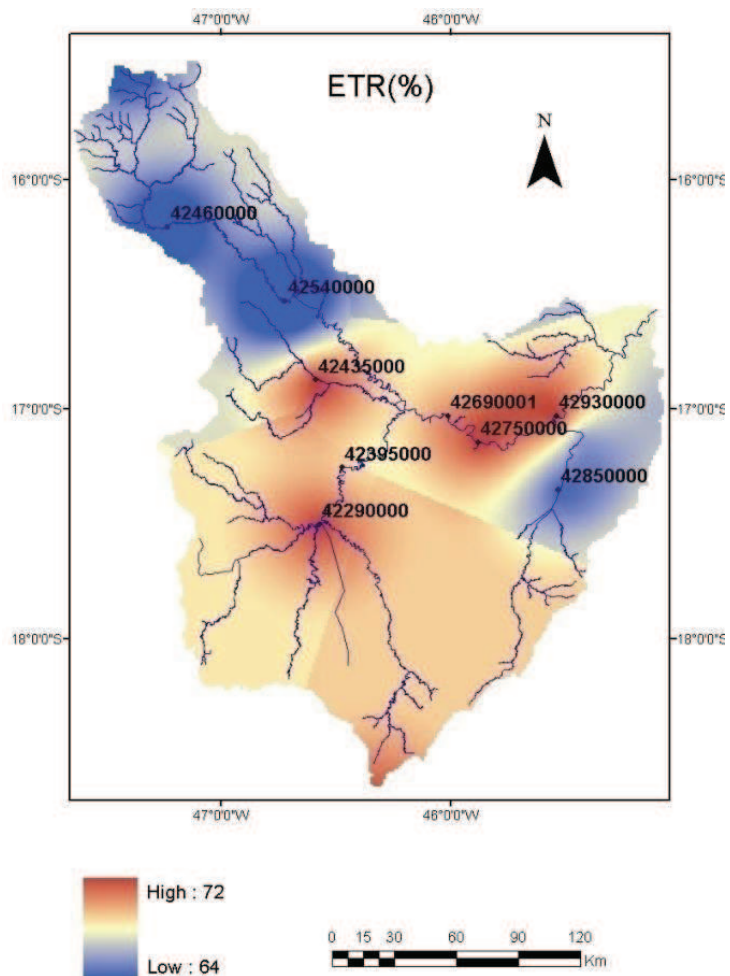 47°0'0"W 46°0'0"W
ETR(%)
N
16°0'0"S 16°0'0"S
42460000
42540000
42435000
17°0'0"S 42690001 42930000 17°0'0"S
42750000
42395000
42850000
42290000
18°0'0"S 18°0'0"S
47°0'0"W 46°0'0"W
High : 72
Low : 64
0 15 30 60 90 120
Km